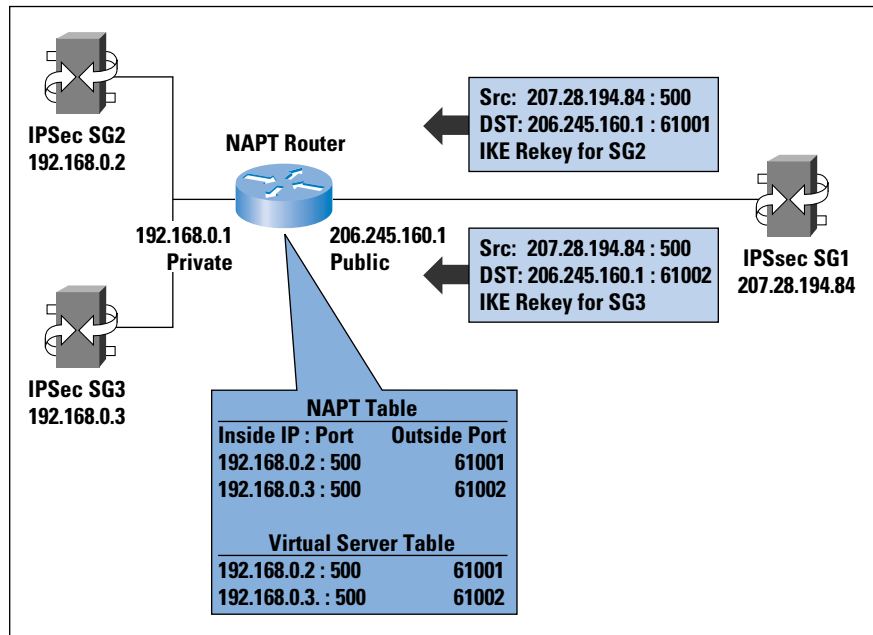 IPSec SG2
192.168.0.2
NAPT Router
Src: 207.28.194.84 : 500
DST: 206.245.160.1 : 61001
IKE Rekey for SG2
192.168.0.1
Private
206.245.160.1
Public
Src: 207.28.194.84 : 500
DST: 206.245.160.1 : 61002
IKE Rekey for SG3
IPSsec SG1
207.28.194.84
IPSec SG3
192.168.0.3
NAPT Table
Inside IP : Port Outside Port
192.168.0.2 : 500 61001
192.168.0.3 : 500 61002
Virtual Server Table
192.168.0.2 : 500 61001
192.168.0.3. : 500 61002